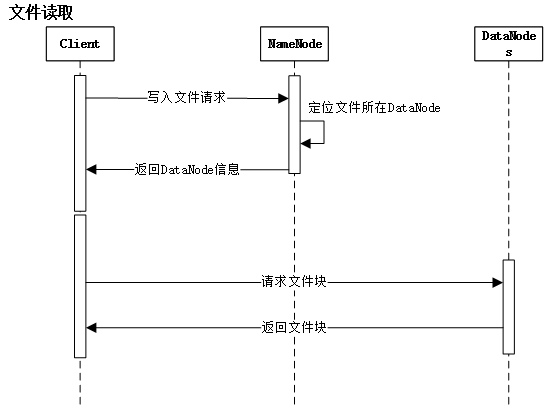 文件读取
Client
NameNode
DataNode
s
写入文件请求
定位文件所在DataNode
返回DataNode信息
请求文件块
返回文件块